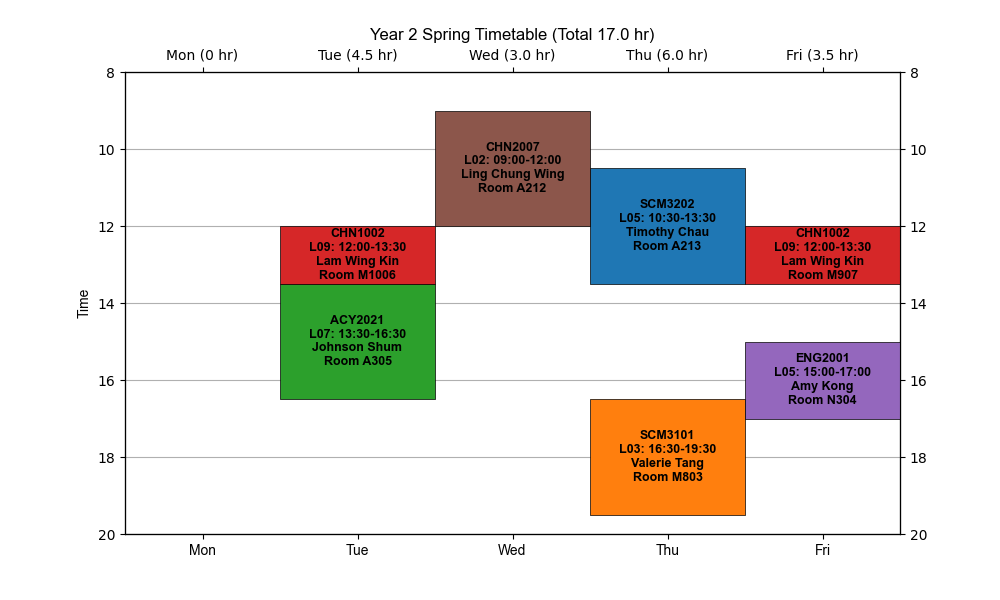 Year 2 Spring Timetable (Total 17.0 hr)
Mon (0 hr) Tue (4.5 hr) Wed (3.0 hr) Thu (6.0 hr) Fri (3.5 hr)
8 8
10 10
12 12
14 14
16 16
18 18
20 20
Time
CHN1002
L09: 12:00-13:30
Lam Wing Kin
Room M1006
ACY2021
L07: 13:30-16:30
Johnson Shum
Room A305
CHN2007
L02: 09:00-12:00
Ling Chung Wing
Room A212
SCM3202
L05: 10:30-13:30
Timothy Chau
Room A213
SCM3101
L03: 16:30-19:30
Valerie Tang
Room M803
CHN1002
L09: 12:00-13:30
Lam Wing Kin
Room M907
ENG2001
L05: 15:00-17:00
Amy Kong
Room N304
Mon Tue Wed Thu Fri